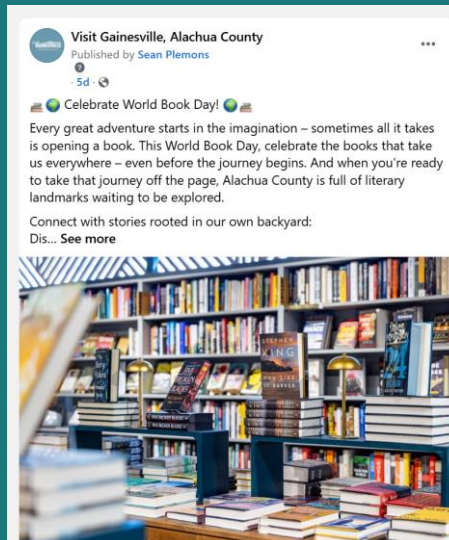 Visit Gainesville, Alachua County
Published by Sean Plemons
· 5d ·
Celebrate World Book Day!
Every great adventure starts in the imagination – sometimes all it takes
is opening a book. This World Book Day, celebrate the books that take
us everywhere – even before the journey begins. And when you're ready
to take that journey off the page, Alachua County is full of literary
landmarks waiting to be explored.
Connect with stories rooted in our own backyard:
Dis... See more
STEPHEN
KING
YOU LIKE
IT DARKER